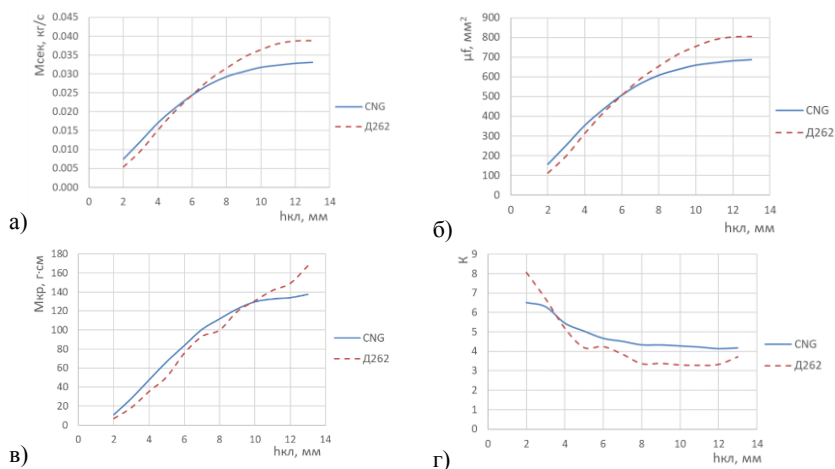 Мсек, кг/с
0.045
0.040
0.035
0.030
0.025
0.020
0.015
0.010
0.005
0.000
0 2 4 6 8 10 12 14
hкл, мм
CNG
Д262
а)
μf, мм²
900
800
700
600
500
400
300
200
100
0
0 2 4 6 8 10 12 14
hкл, мм
CNG
Д262
б)
Мкр, г·см
180
160
140
120
100
80
60
40
20
0
0 2 4 6 8 10 12 14
hкл, мм
CNG
Д262
в)
К
9
8
7
6
5
4
3
2
1
0
0 2 4 6 8 10 12 14
hкл, мм
CNG
Д262
г)